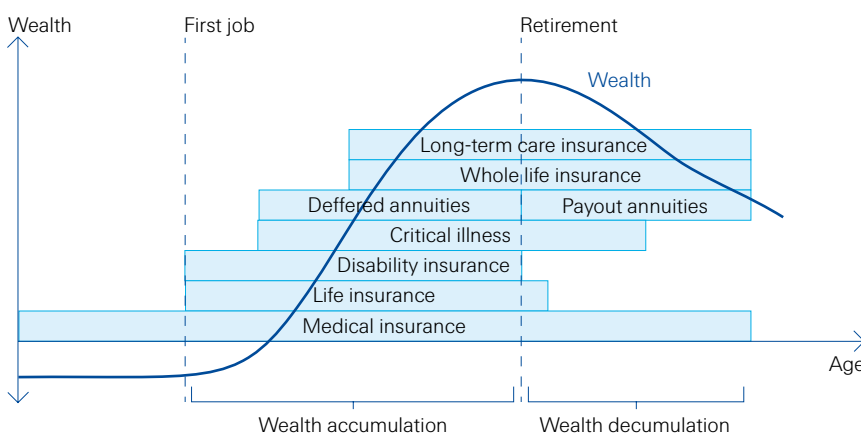 Wealth
First job
Retirement
Wealth
Long-term care insurance
Whole life insurance
Deffered annuities
Payout annuities
Critical illness
Disability insurance
Life insurance
Medical insurance
Age
Wealth accumulation
Wealth decumulation